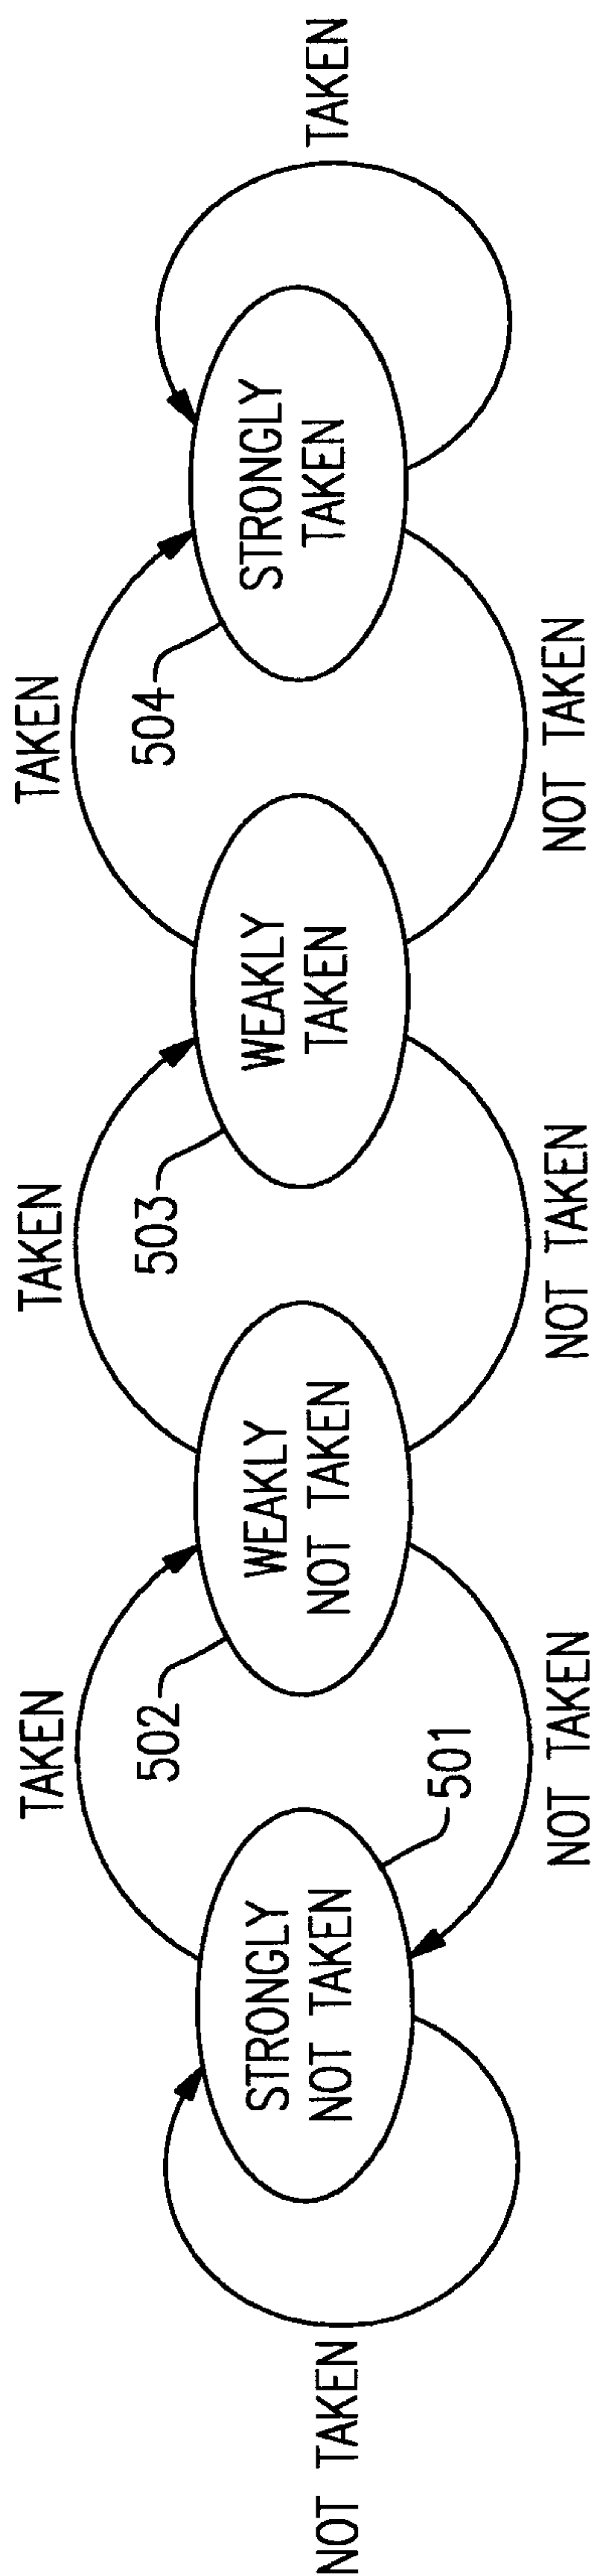 TAKEN
TAKEN
TAKEN
502
503
504
NOT TAKEN
STRONGLY
NOT TAKEN
WEAKLY
NOT TAKEN
WEAKLY
TAKEN
STRONGLY
TAKEN
TAKEN
501
NOT TAKEN
NOT TAKEN
NOT TAKEN